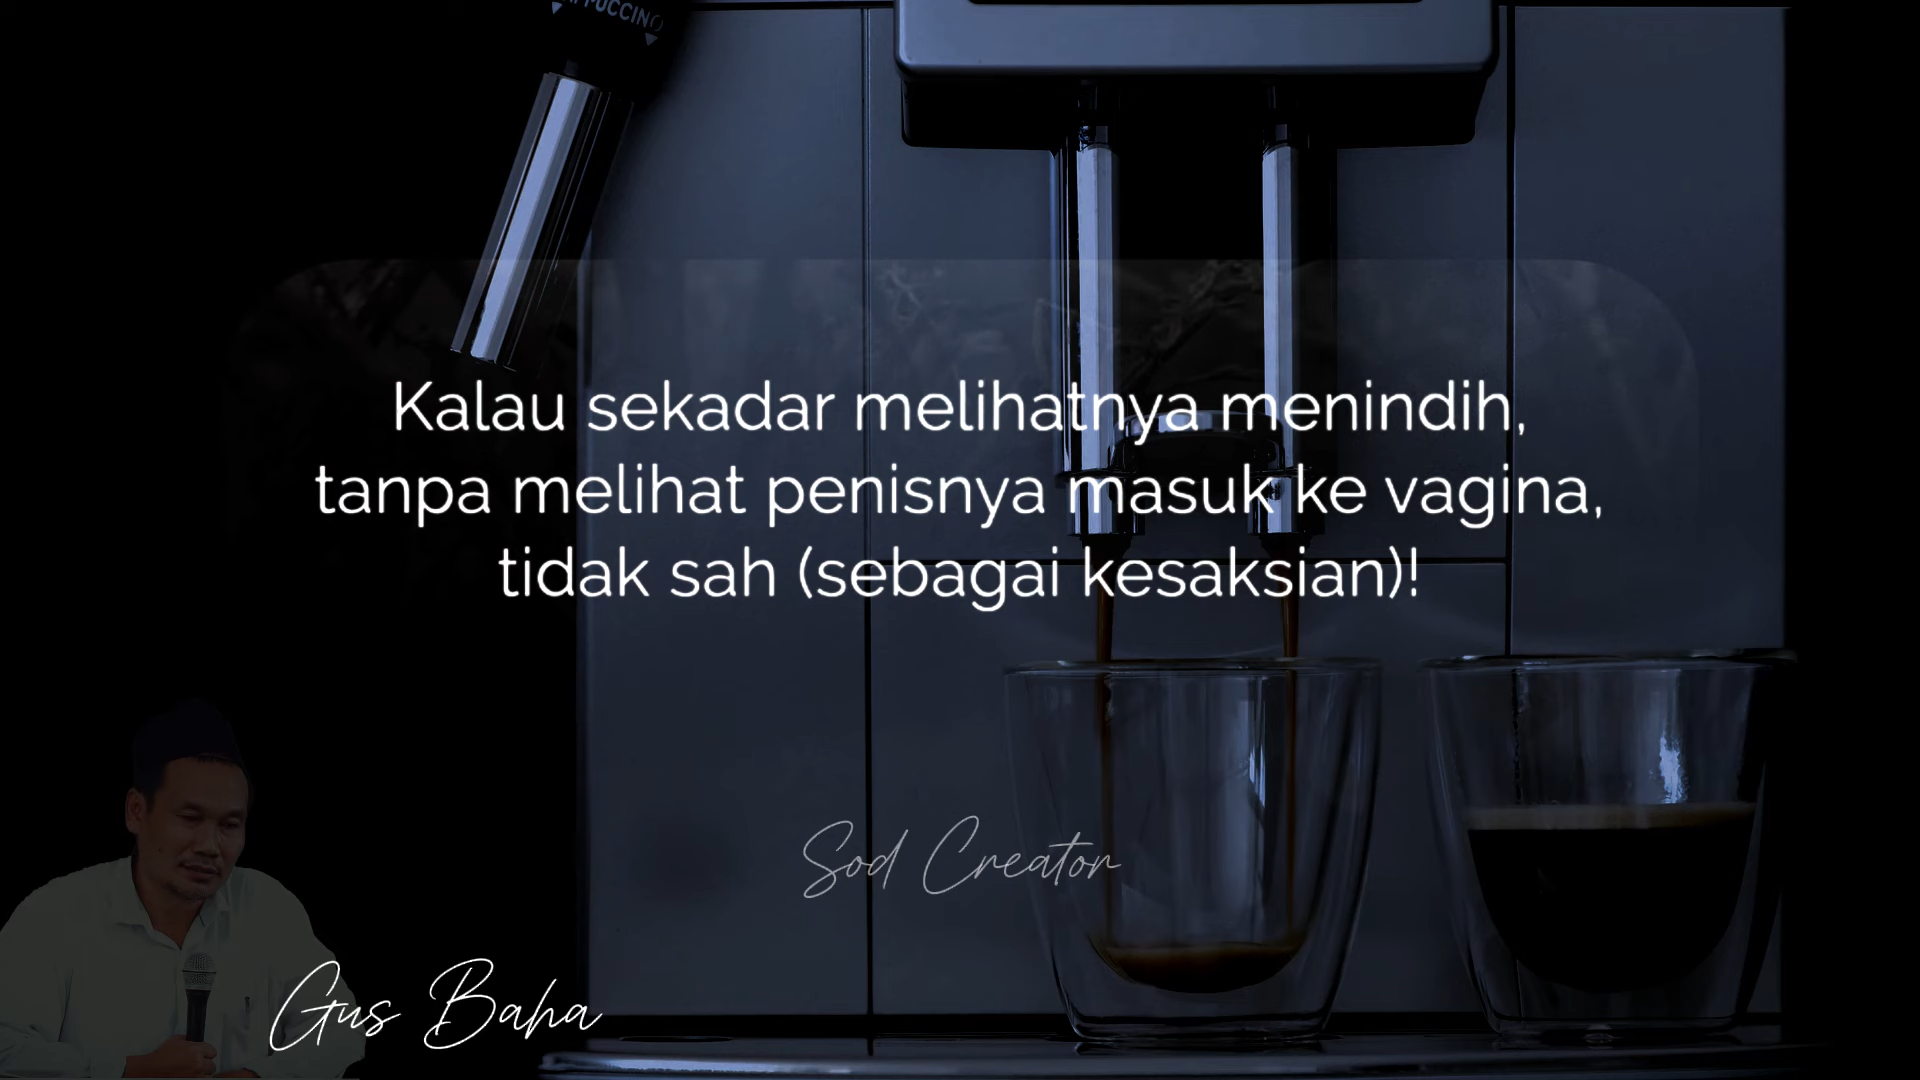 Kalau sekadar melihatnya menindih,
tanpa melihat penisnya masuk ke vagina,
tidak sah (sebagai kesaksian)!
Sod Creator
Gus Baha